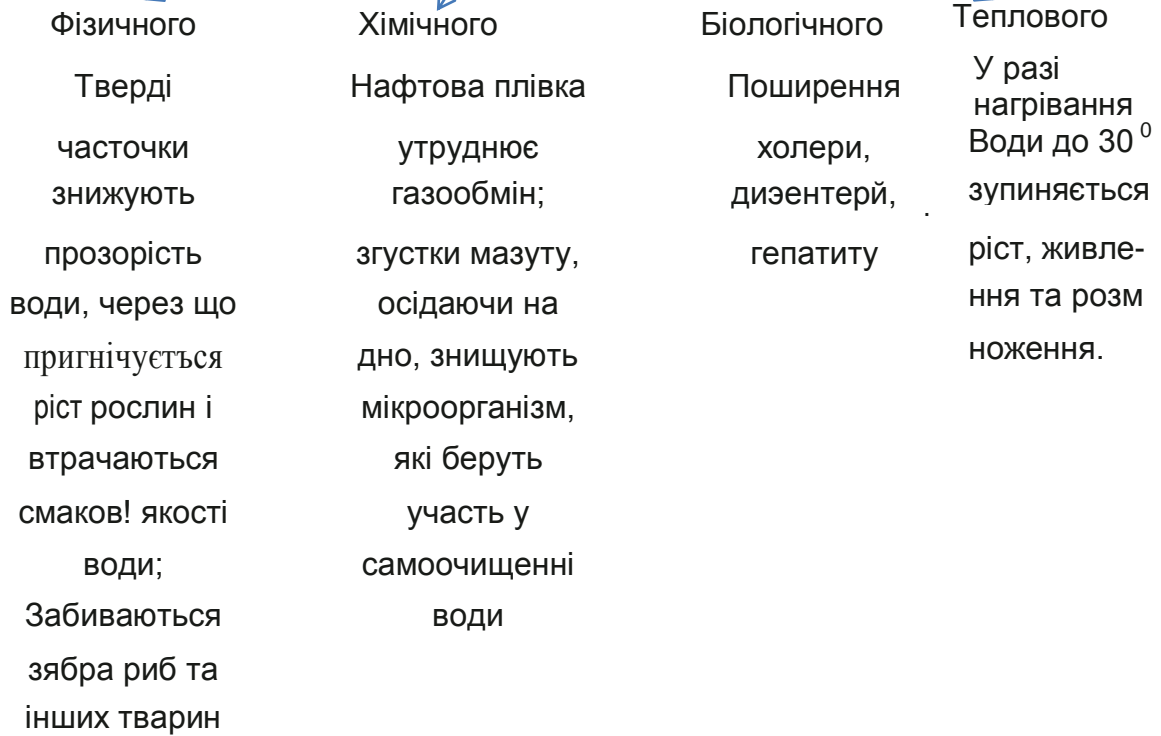 Фізичного
Тверді
часточки
знижують
прозорість
води, через що
пригнічується
ріст рослин і
втрачаються
смаков! якості
води;
Забиваються
зябра риб та
інших тварин
Хімічного
Нафтова плівка
утруднює
газообмін;
згустки мазуту,
осідаючи на
дно, знищують
мікроорганізм,
які беруть
участь у
самоочищенні
води
Біологічного
Поширення
холери,
диэентерй,
гепатиту
.
Теплового
У разі
нагрівання
Води до 30 ⁰
зупиняється
ріст, живле-
ння та розм
ноження.